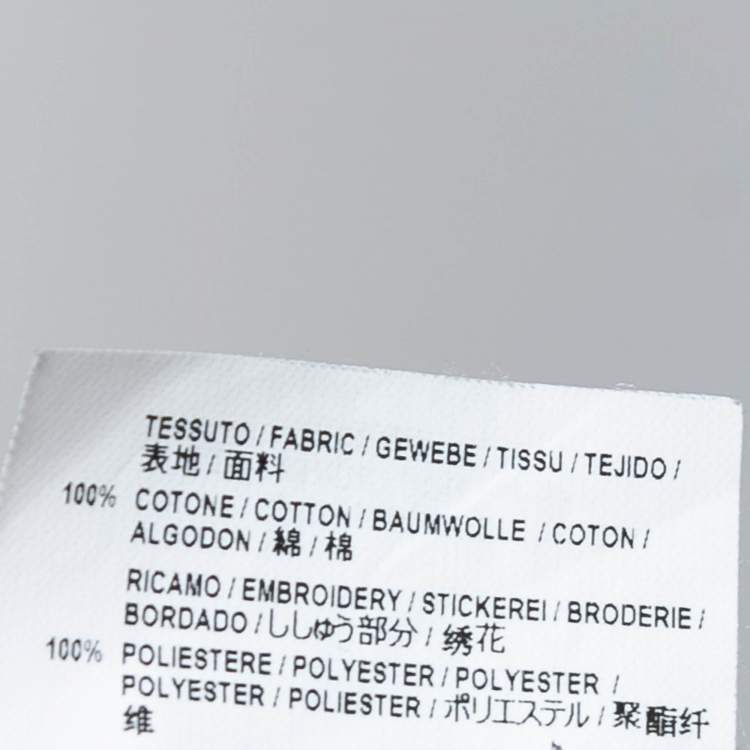 TESSUTO / FABRIC / GEWEBE / TISSU / TEJIDO /
表地 / 面料
100% COTONE / COTTON / BAUMWOLLE / COTON /
ALGODON / 綿 / 棉
RICAMO / EMBROIDERY / STICKEREI / BRODERIE /
BORDADO / ししゅう部分 / 绣花
100% POLIESTERE / POLYESTER / POLYESTER /
POLYESTER / POLIESTER / ポリエステル / 聚酯纤
维